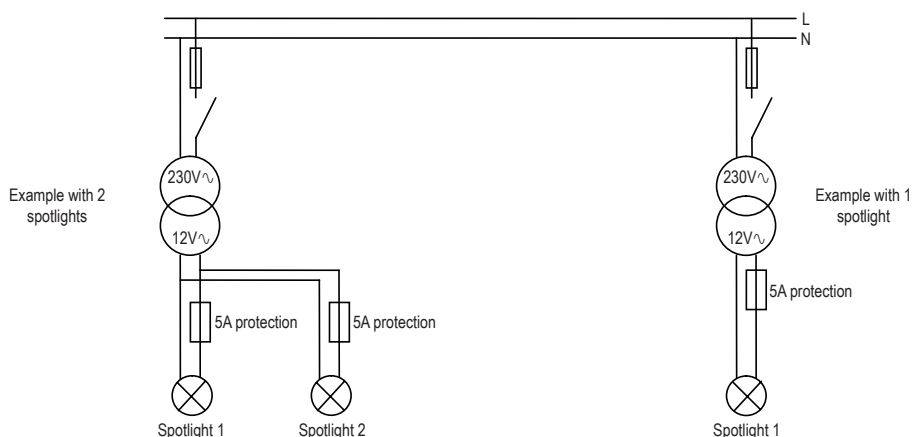 L
N
230V∿
230V∿
Example with 2
spotlights
Example with 1
spotlight
12V∿
12V∿
5A protection
5A protection
5A protection
Spotlight 1
Spotlight 2
Spotlight 1